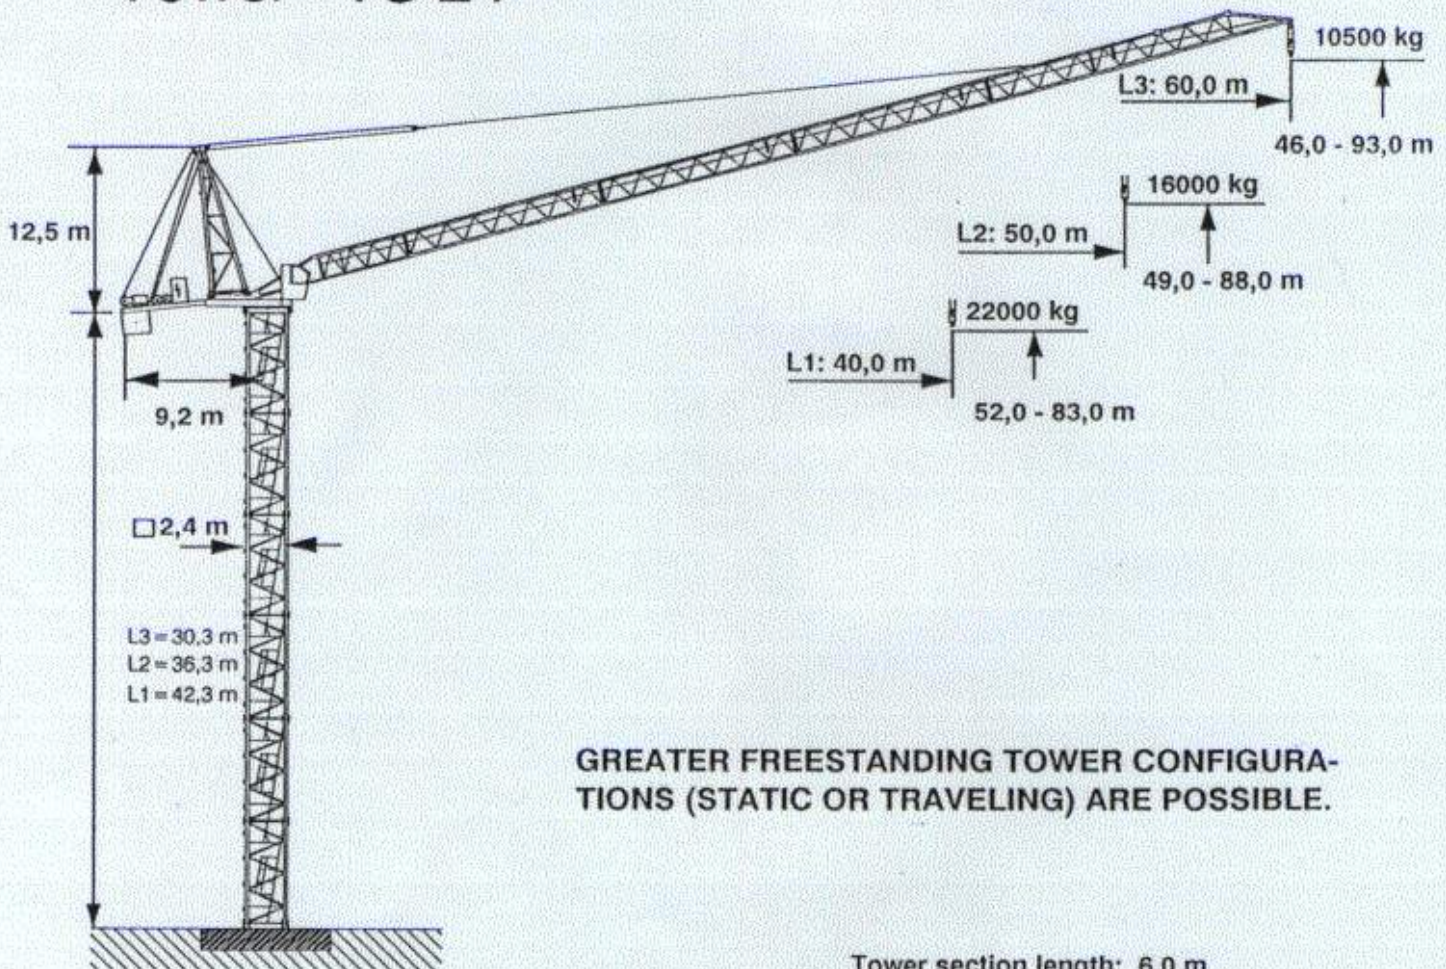 10500 kg
L3: 60,0 m
46,0 - 93,0 m
16000 kg
L2: 50,0 m
49,0 - 88,0 m
12,5 m
22000 kg
L1: 40,0 m
52,0 - 83,0 m
9,2 m
2,4 m
L3 = 30,3 m
L2 = 36,3 m
L1 = 42,3 m
GREATER FREESTANDING TOWER CONFIGURA-
TIONS (STATIC OR TRAVELING) ARE POSSIBLE.
Tower section length: 6,0 m